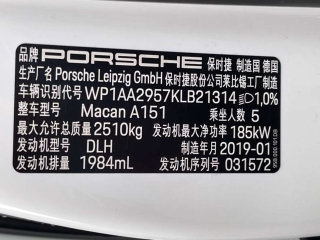 品牌 PORSCHE 保时捷 制造国 德国
生产厂名 Porsche Leipzig GmbH 保时捷股份公司莱比锡工厂制造
车辆识别代号 WP1AA2957KLB21314 1,0%
整车型号 Macan A151 乘坐人数 5
最大允许总质量 2510kg 发动机最大净功率 185kW
发动机型号 DLH 制造年月 2019-01
发动机排量 1984mL 发动机序列号 031572